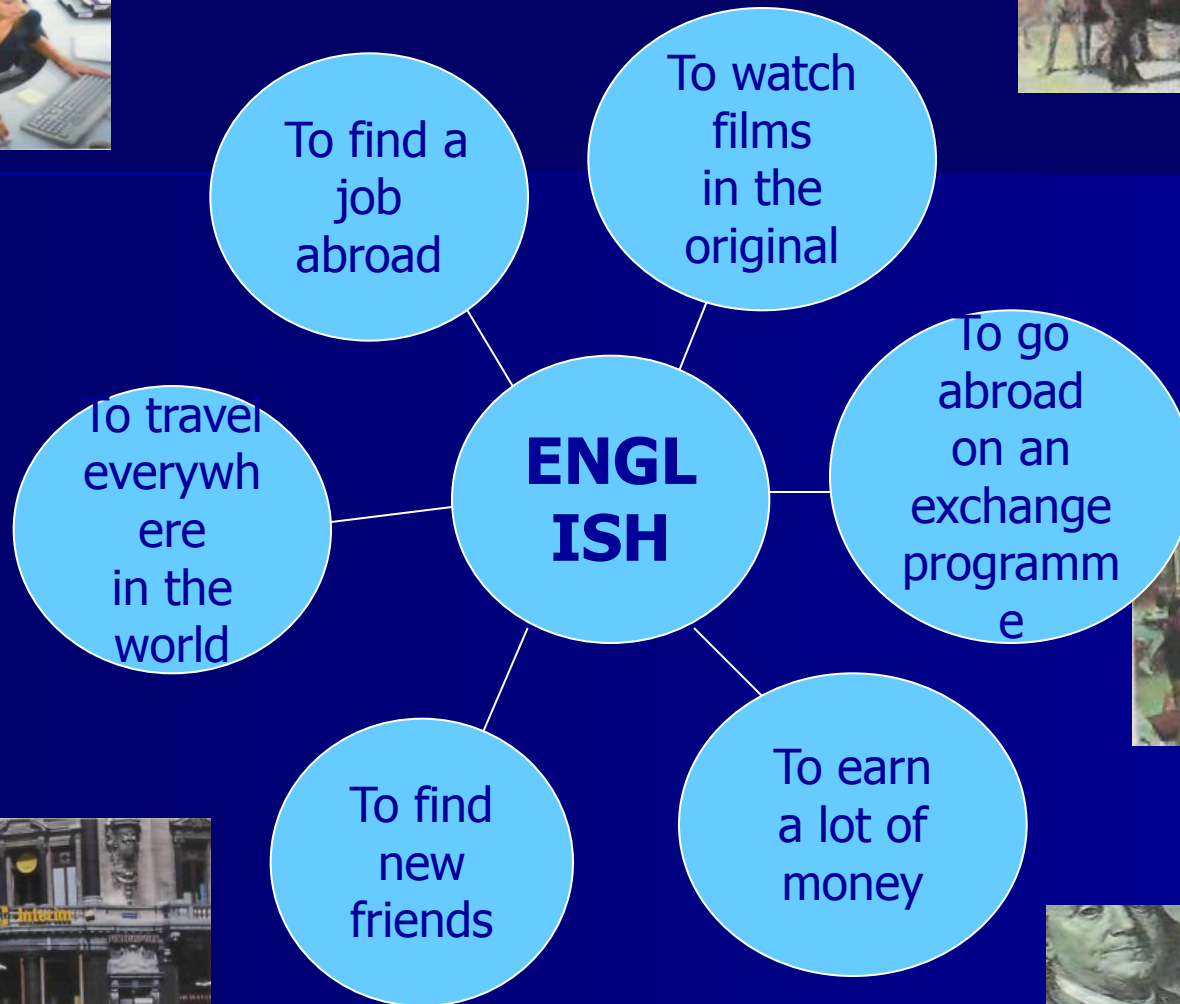 To watch
films
in the
original
To find a
job
abroad
To go
abroad
on an
exchange
programm
e
To travel
everywh
ere
in the
world
ENGL
ISH
To earn
a lot of
money
To find
new
friends